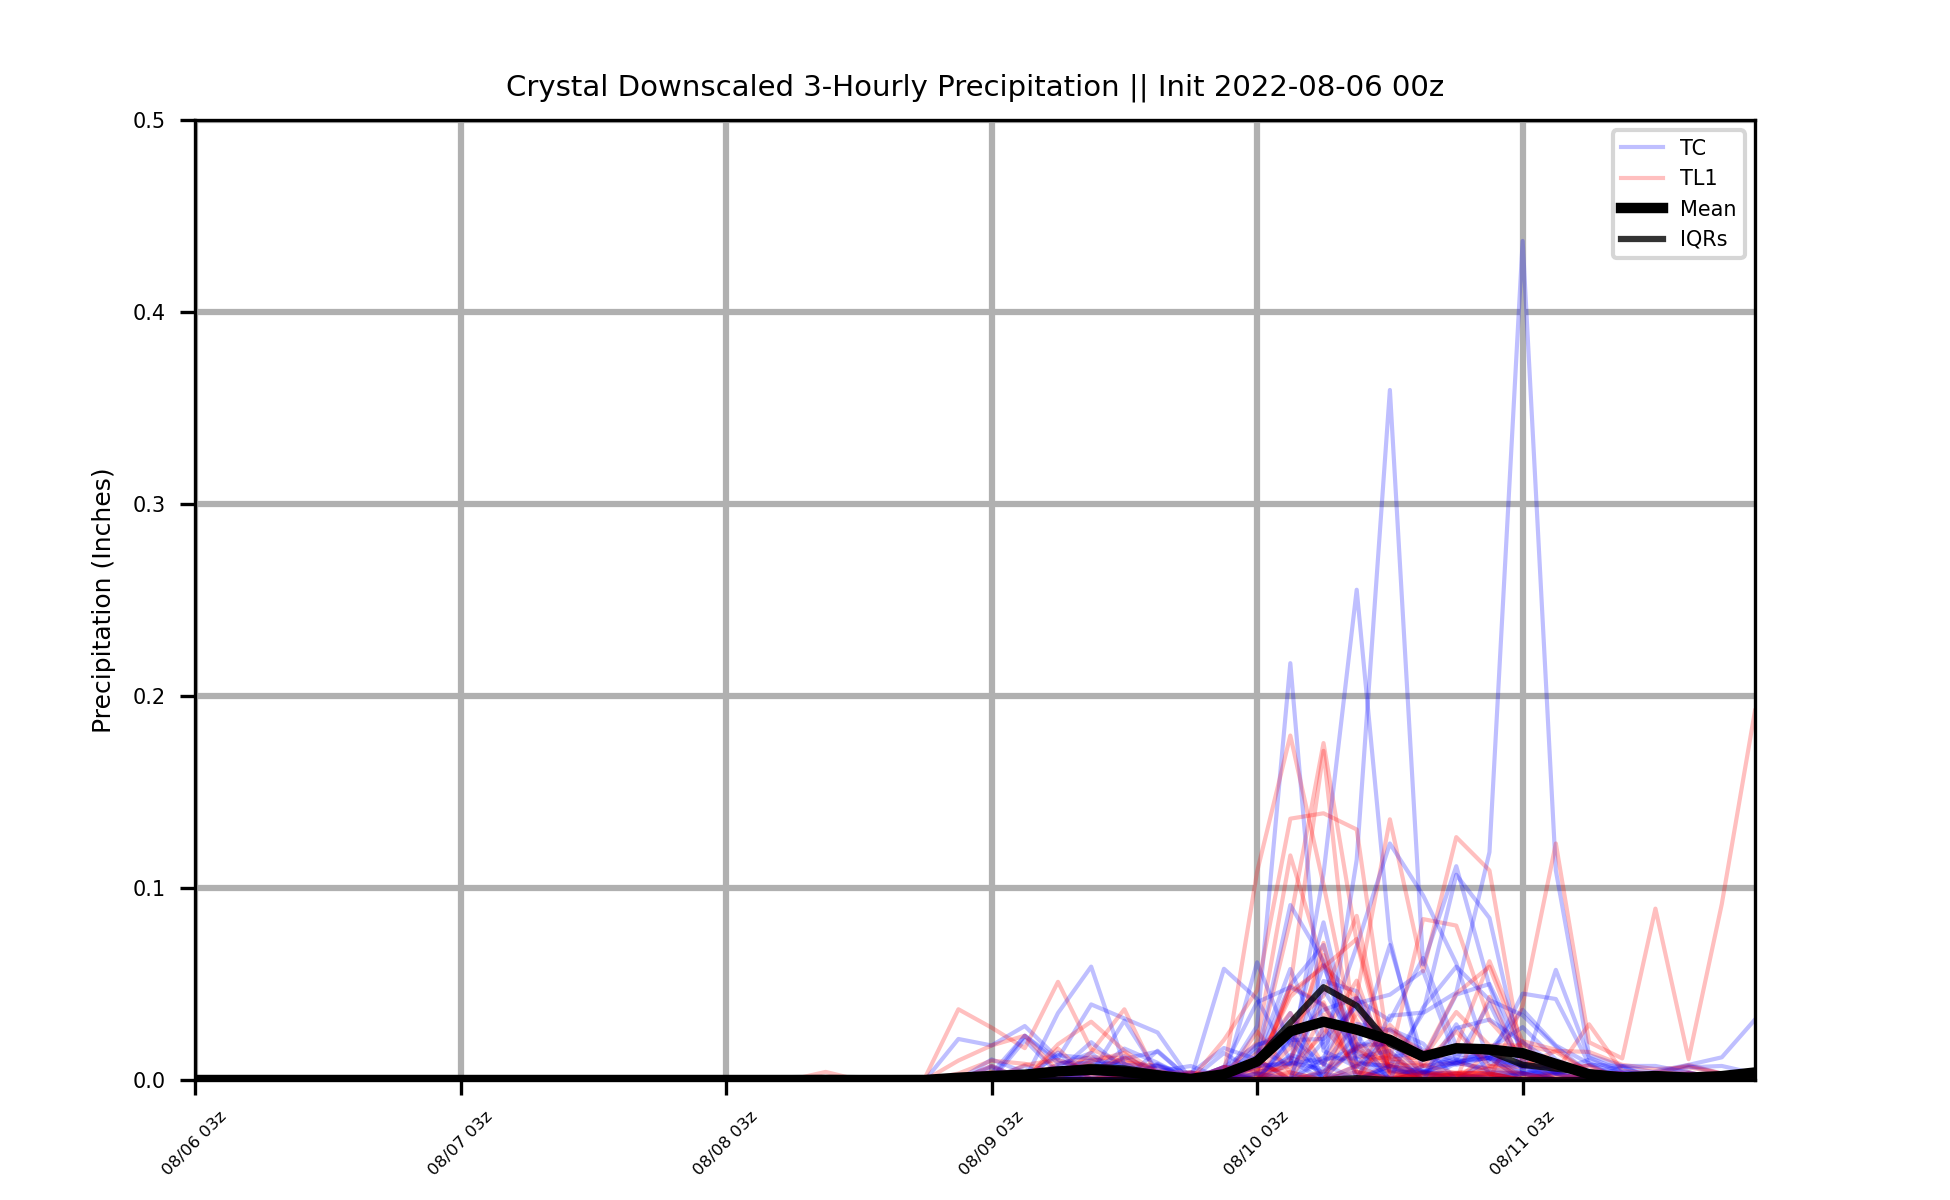 Crystal Downscaled 3-Hourly Precipitation || Init 2022-08-06 00z
0.5
0.4
0.3
0.2
0.1
0.0
Precipitation (Inches)
TC
TL1
Mean
IQRs
08/06 03z
08/07 03z
08/08 03z
08/09 03z
08/10 03z
08/11 03z